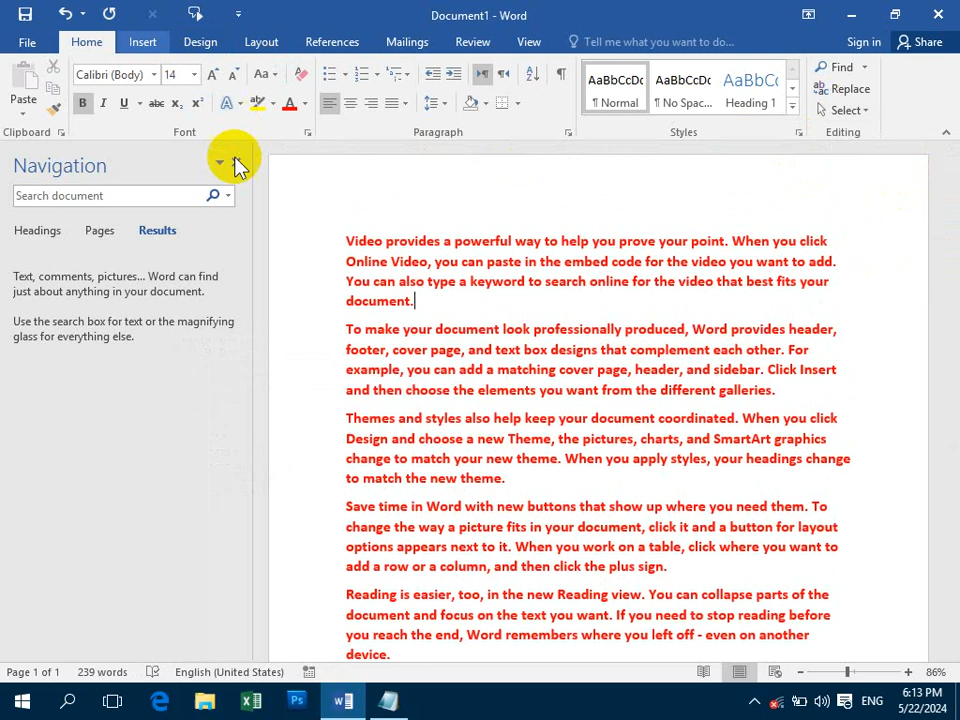 Document1 - Word
File Home Insert Design Layout References Mailings Review View Tell me what you want to do... Sign in Share
Calibri (Body) 14 Aa
Paste
B I U abc x₂ x² A A
AaBbCcDc AaBbCcDc AaBbCc
¶ Normal ¶ No Spac... Heading 1
Find
Replace
Select
Clipboard Font Paragraph Styles Editing
Navigation
Search document
Headings Pages Results
Text, comments, pictures... Word can find
just about anything in your document.
Use the search box for text or the magnifying
glass for everything else.
Video provides a powerful way to help you prove your point. When you click
Online Video, you can paste in the embed code for the video you want to add.
You can also type a keyword to search online for the video that best fits your
document.
To make your document look professionally produced, Word provides header,
footer, cover page, and text box designs that complement each other. For
example, you can add a matching cover page, header, and sidebar. Click Insert
and then choose the elements you want from the different galleries.
Themes and styles also help keep your document coordinated. When you click
Design and choose a new Theme, the pictures, charts, and SmartArt graphics
change to match your new theme. When you apply styles, your headings change
to match the new theme.
Save time in Word with new buttons that show up where you need them. To
change the way a picture fits in your document, click it and a button for layout
options appears next to it. When you work on a table, click where you want to
add a row or a column, and then click the plus sign.
Reading is easier, too, in the new Reading view. You can collapse parts of the
document and focus on the text you want. If you need to stop reading before
you reach the end, Word remembers where you left off - even on another
device.
Page 1 of 1 239 words English (United States) 86%
Ps ENG 6:13 PM
5/22/2024